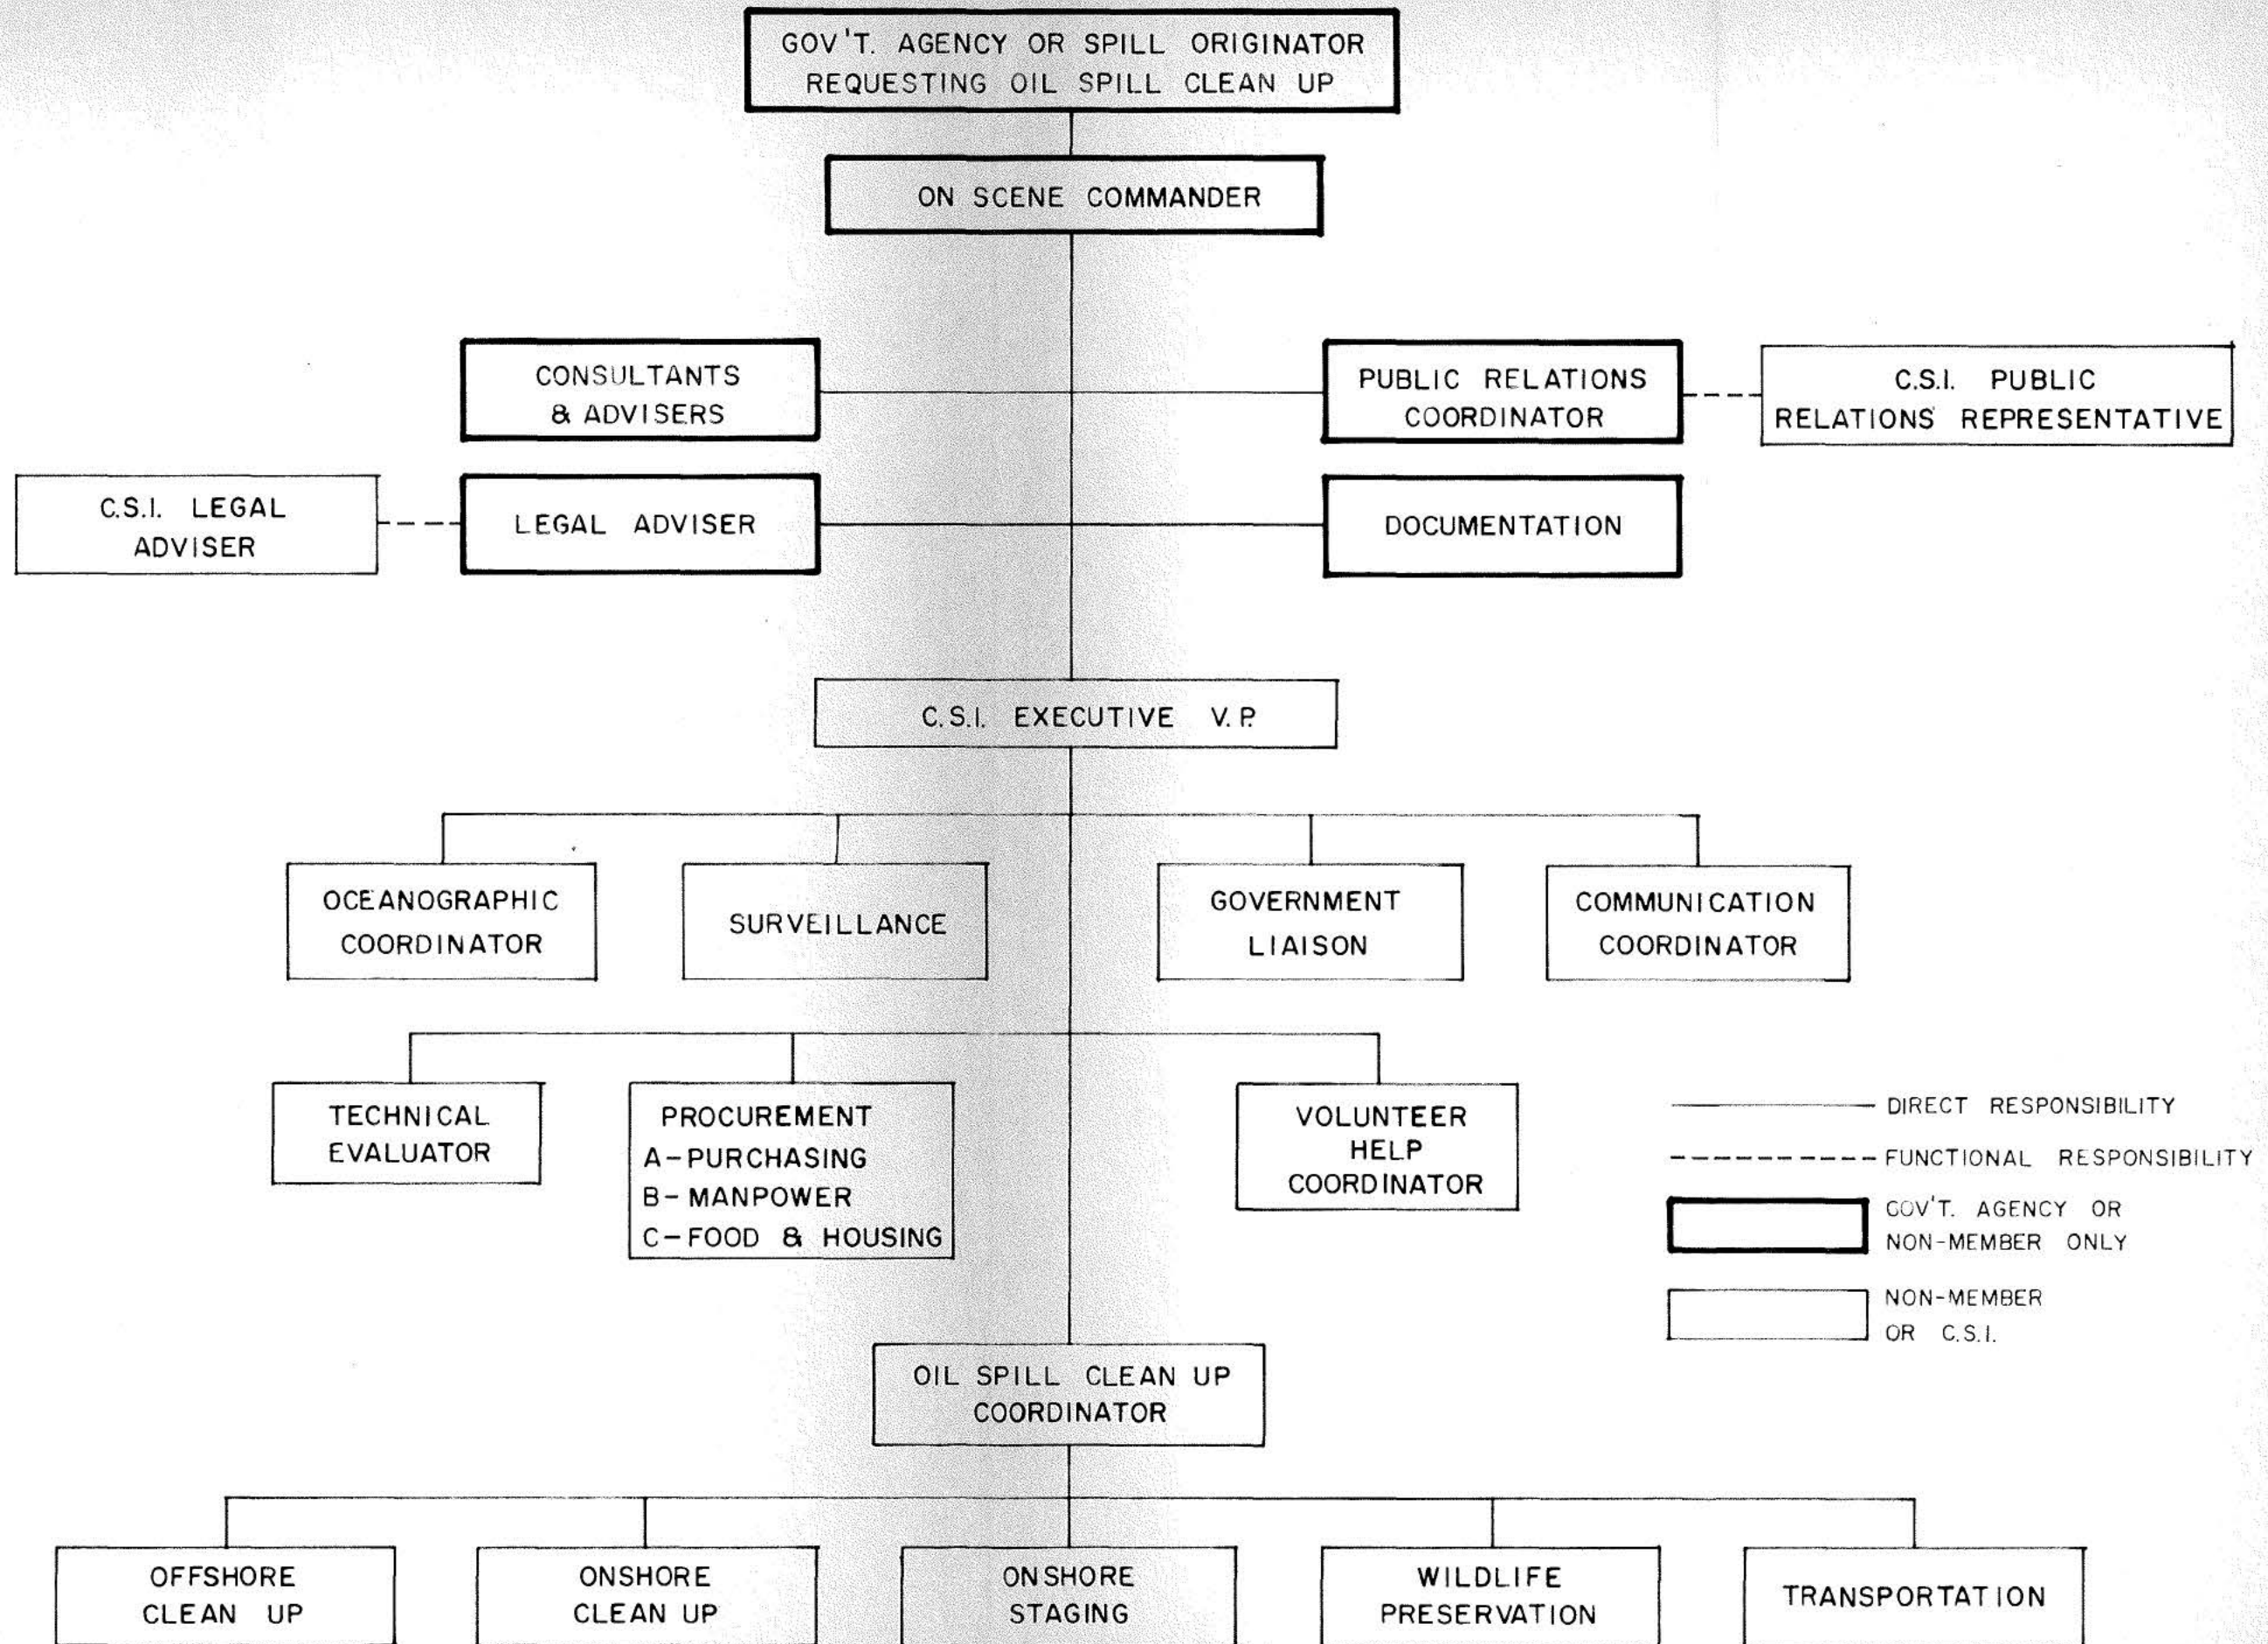 GOV'T. AGENCY OR SPILL ORIGINATOR
REQUESTING OIL SPILL CLEAN UP
ON SCENE COMMANDER
CONSULTANTS
& ADVISERS
PUBLIC RELATIONS
COORDINATOR
C.S.I. PUBLIC
RELATIONS REPRESENTATIVE
C.S.I. LEGAL
ADVISER
LEGAL ADVISER
DOCUMENTATION
C.S.I. EXECUTIVE V.P.
OCEANOGRAPHIC
COORDINATOR
SURVEILLANCE
GOVERNMENT
LIAISON
COMMUNICATION
COORDINATOR
TECHNICAL
EVALUATOR
PROCUREMENT
A-PURCHASING
B-MANPOWER
C-FOOD & HOUSING
VOLUNTEER
HELP
COORDINATOR
DIRECT RESPONSIBILITY
FUNCTIONAL RESPONSIBILITY
GOV'T. AGENCY OR
NON-MEMBER ONLY
NON-MEMBER
OR C.S.I.
OIL SPILL CLEAN UP
COORDINATOR
OFFSHORE
CLEAN UP
ONSHORE
CLEAN UP
ONSHORE
STAGING
WILDLIFE
PRESERVATION
TRANSPORTATION